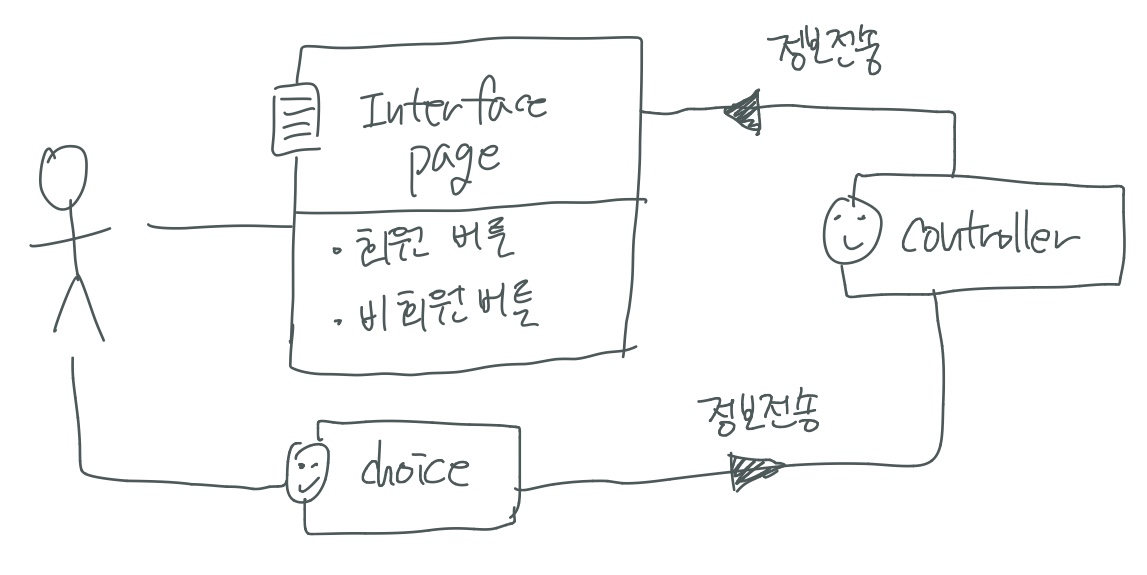 정보전송
Interface
page
• 회원 버튼
• 비회원 버튼
controller
정보전송
choice